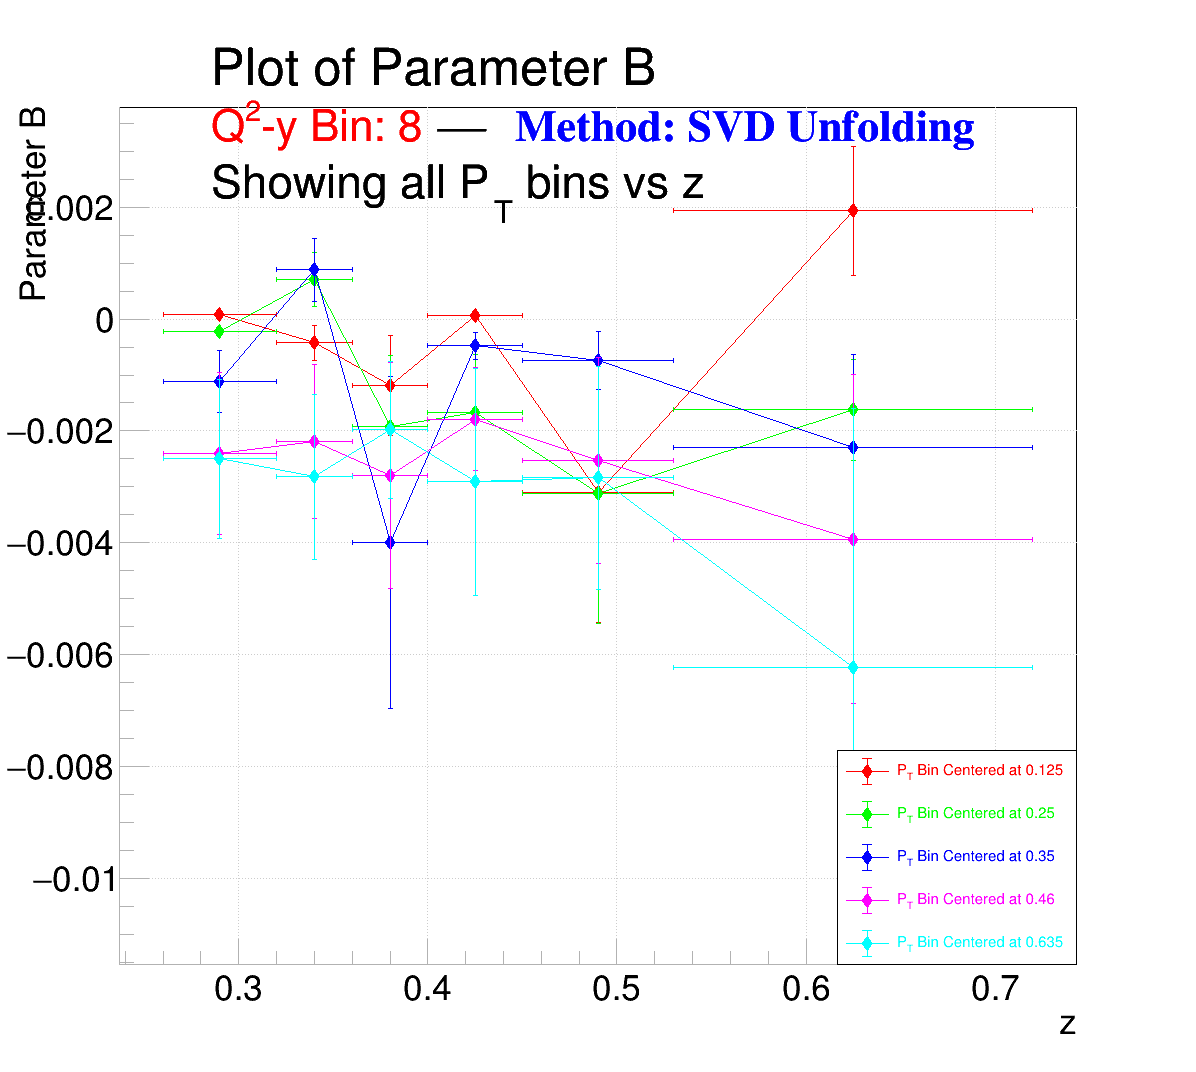 Plot of Parameter B
Q2-y Bin: 8 — Method: SVD Unfolding
Showing all PT bins vs z
Parameter B
0.002
0
−0.002
−0.004
−0.006
−0.008
−0.01
PT Bin Centered at 0.125
PT Bin Centered at 0.25
PT Bin Centered at 0.35
PT Bin Centered at 0.46
PT Bin Centered at 0.635
0.3 0.4 0.5 0.6 0.7
z